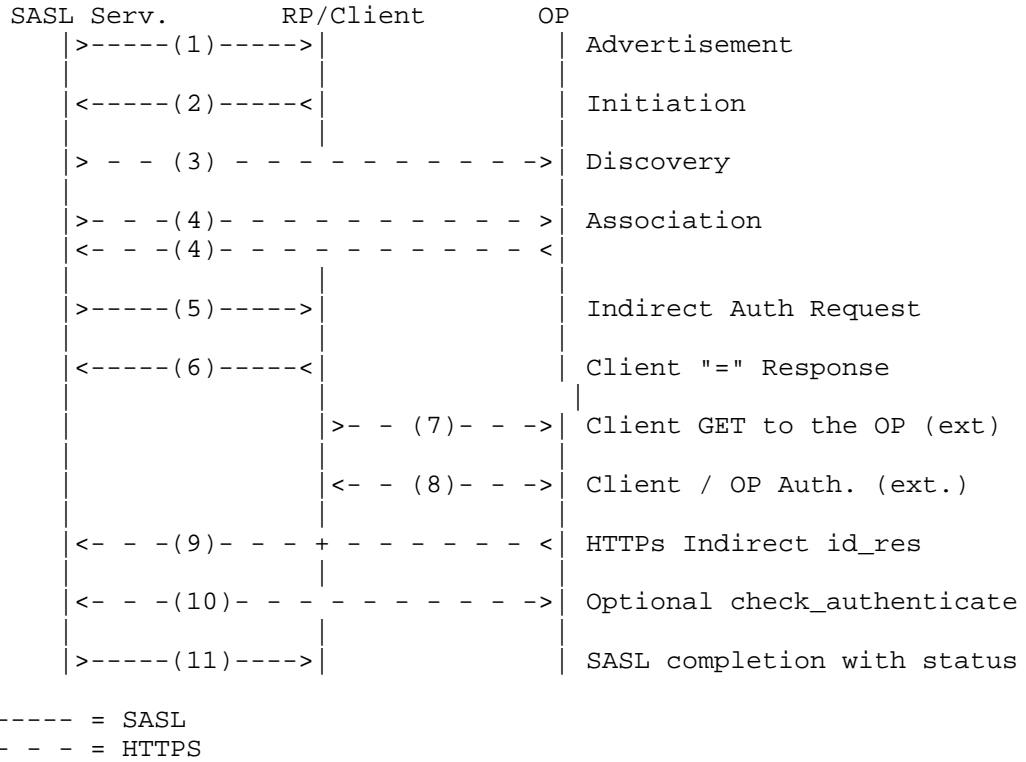 SASL Serv.       RP/Client        OP
    |>-----(1)----->|               | Advertisement
    |               |               |
    |<-----(2)-----<|               | Initiation
    |               |               |
    |> - - (3) - - - - - - - - - ->| Discovery
    |                               |
    |>- - -(4)- - - - - - - - - - >| Association
    |<- - -(4)- - - - - - - - - - <|
    |               |               |
    |>-----(5)----->|               | Indirect Auth Request
    |               |               |
    |<-----(6)-----<|               | Client "=" Response
    |               |                |
    |               |>- - (7)- - ->| Client GET to the OP (ext)
    |               |               |
    |               |<- - (8)- - ->| Client / OP Auth. (ext.)
    |               |               |
    |<- - -(9)- - - + - - - - - - <| HTTPs Indirect id_res
    |               |               |
    |<- - -(10)- - - - - - - - - ->| Optional check_authenticate
    |               |               |
    |>-----(11)---->|               | SASL completion with status
----- = SASL
- - - = HTTPS